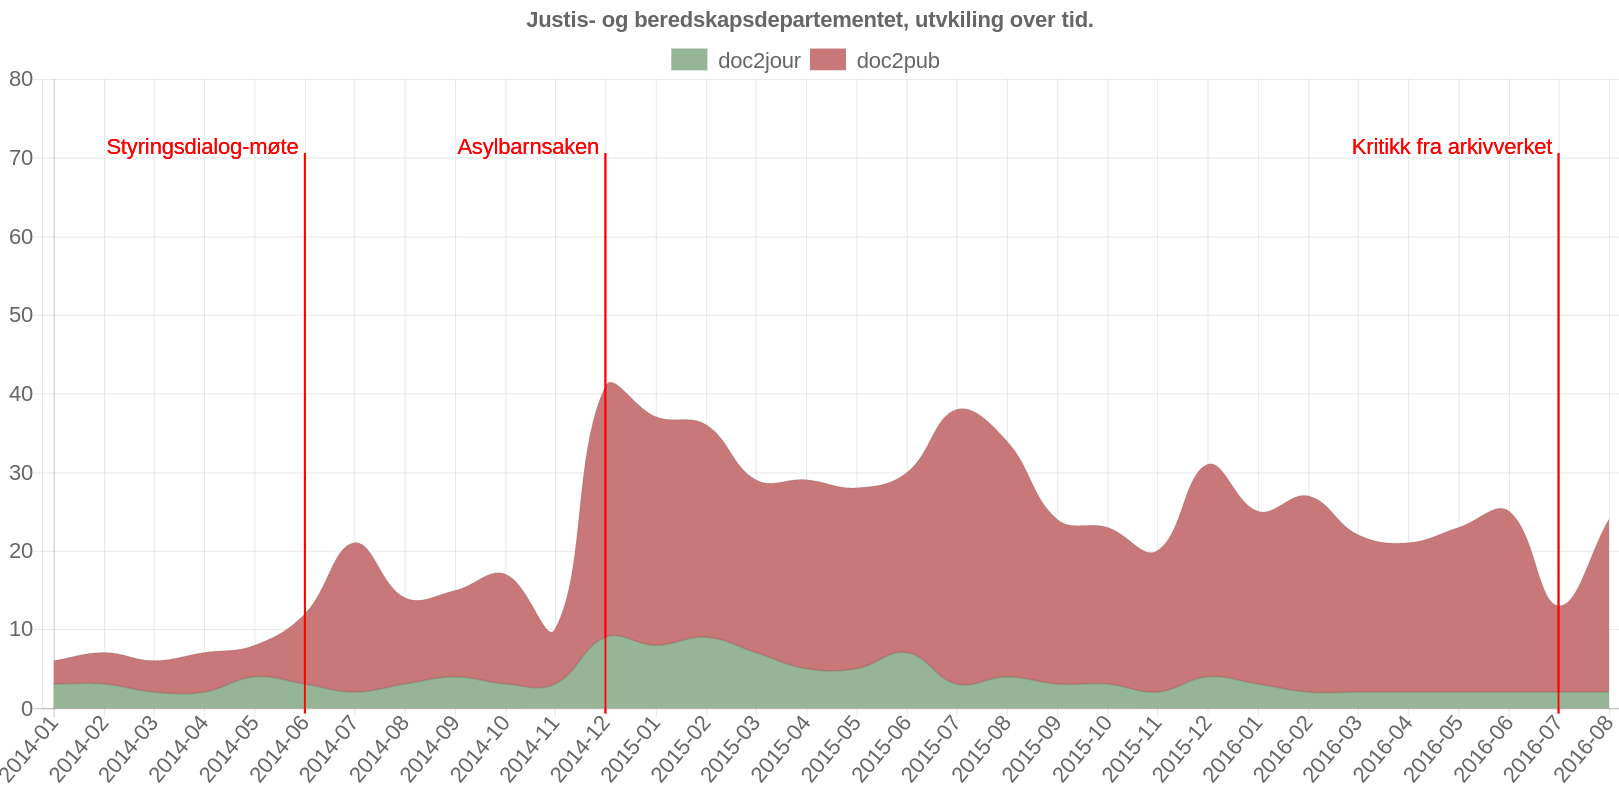 Justis- og beredskapsdepartementet, utvkiling over tid.
doc2jour doc2pub
80
Styringsdialog-møte Asylbarnsaken Kritikk fra arkivverket
70
60
50
40
30
20
10
0
2014-01 2014-02 2014-03 2014-04 2014-05 2014-06 2014-07 2014-08 2014-09 2014-10 2014-11 2014-12 2015-01 2015-02 2015-03 2015-04 2015-05 2015-06 2015-07 2015-08 2015-09 2015-10 2015-11 2015-12 2016-01 2016-02 2016-03 2016-04 2016-05 2016-06 2016-07 2016-08